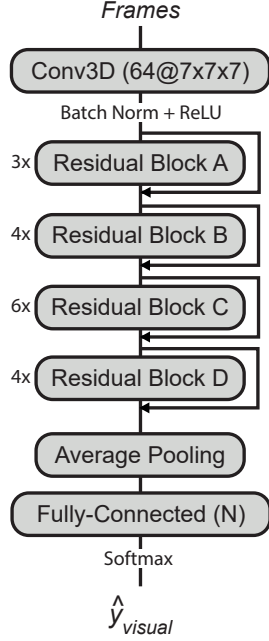 Frames
Conv3D (64@7x7x7)
Batch Norm + ReLU
3x Residual Block A
4x Residual Block B
6x Residual Block C
4x Residual Block D
Average Pooling
Fully-Connected (N)
Softmax
ŷ_visual